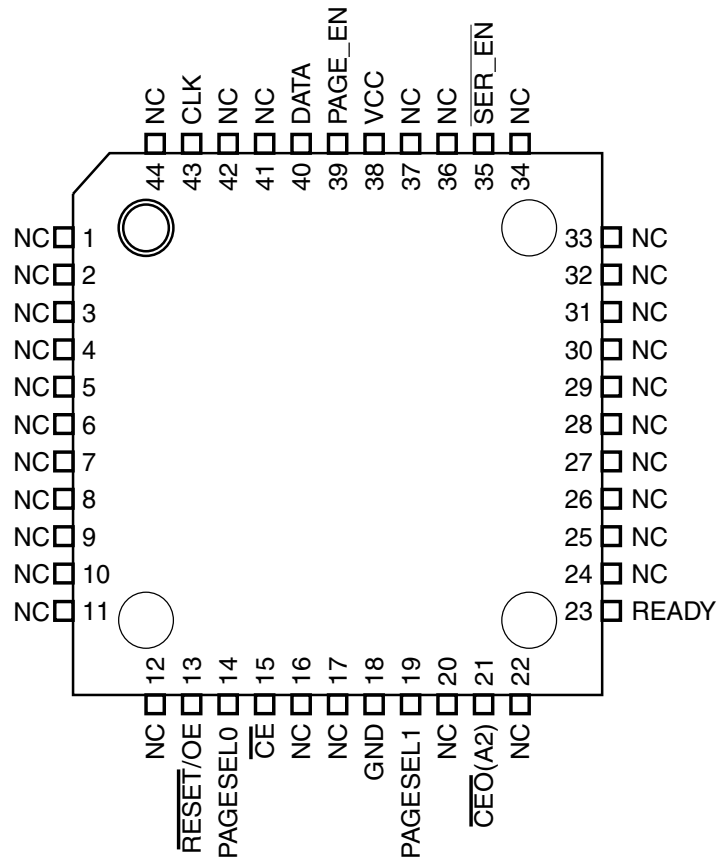 NC CLK NC NC DATA PAGE_EN VCC NC NC S̅E̅R̅_̅E̅N̅ NC
44 43 42 41 40 39 38 37 36 35 34
NC 1 33 NC
NC 2 32 NC
NC 3 31 NC
NC 4 30 NC
NC 5 29 NC
NC 6 28 NC
NC 7 27 NC
NC 8 26 NC
NC 9 25 NC
NC 10 24 NC
NC 11 23 READY
12 13 14 15 16 17 18 19 20 21 22
NC R̅E̅S̅E̅T̅/OE PAGESEL0 C̅E̅ NC NC GND PAGESEL1 NC C̅E̅O̅(A2) NC